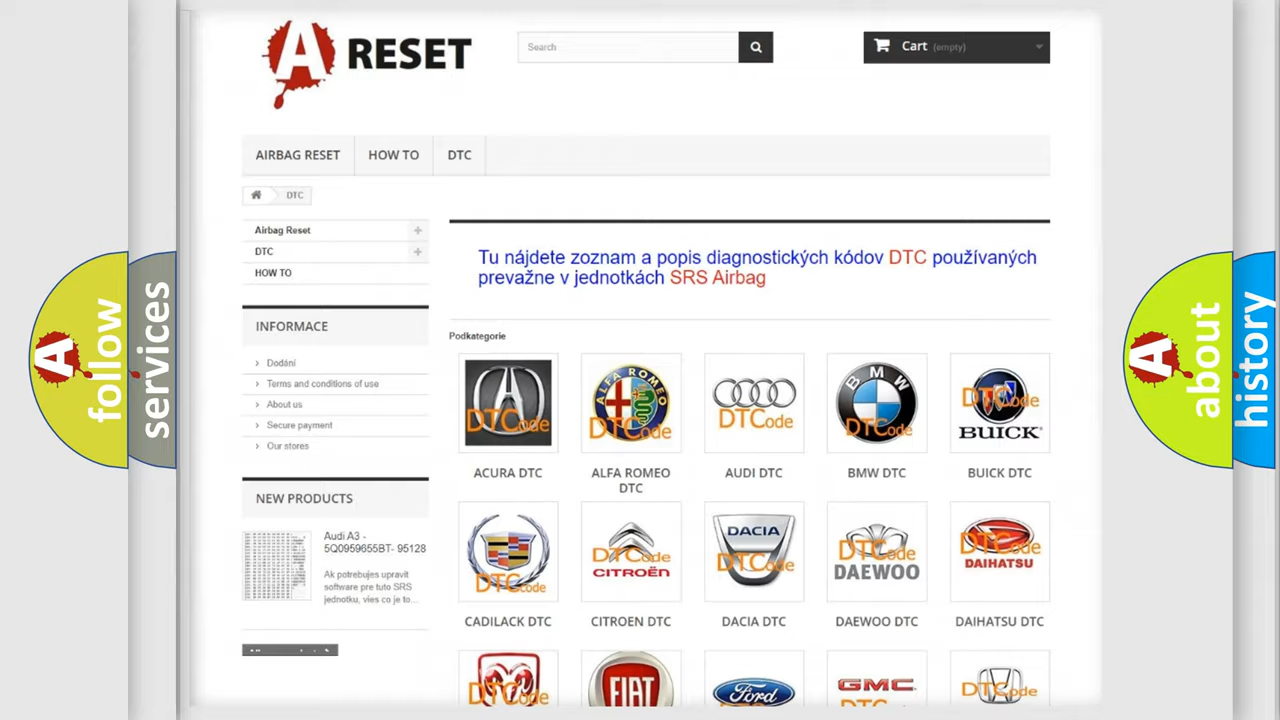 A RESET
Search
Cart (empty)
AIRBAG RESET
HOW TO
DTC
DTC
Airbag Reset
DTC
HOW TO
INFORMACE
Dodání
Terms and conditions of use
About us
Secure payment
Our stores
NEW PRODUCTS
Audi A3 -
5Q0959655BT- 95128
Ak potrebujes upravit
software pre tuto SRS
jednotku, vies co je to...
Tu nájdete zoznam a popis diagnostických kódov DTC používaných
prevažne v jednotkách SRS Airbag
Podkategorie
DTCode
ALFA ROMEO
DTCode
DTCode
BMW
DTCode
DTCode
BUICK
ACURA DTC
ALFA ROMEO
DTC
AUDI DTC
BMW DTC
BUICK DTC
DTCode
DTCode
CITROËN
DACIA
DTCode
DTCode
DAEWOO
DTCode
DAIHATSU
CADILACK DTC
CITROEN DTC
DACIA DTC
DAEWOO DTC
DAIHATSU DTC
DTCode
FIAT
Ford
GMC
DTCode
A
follow
services
A
about
history